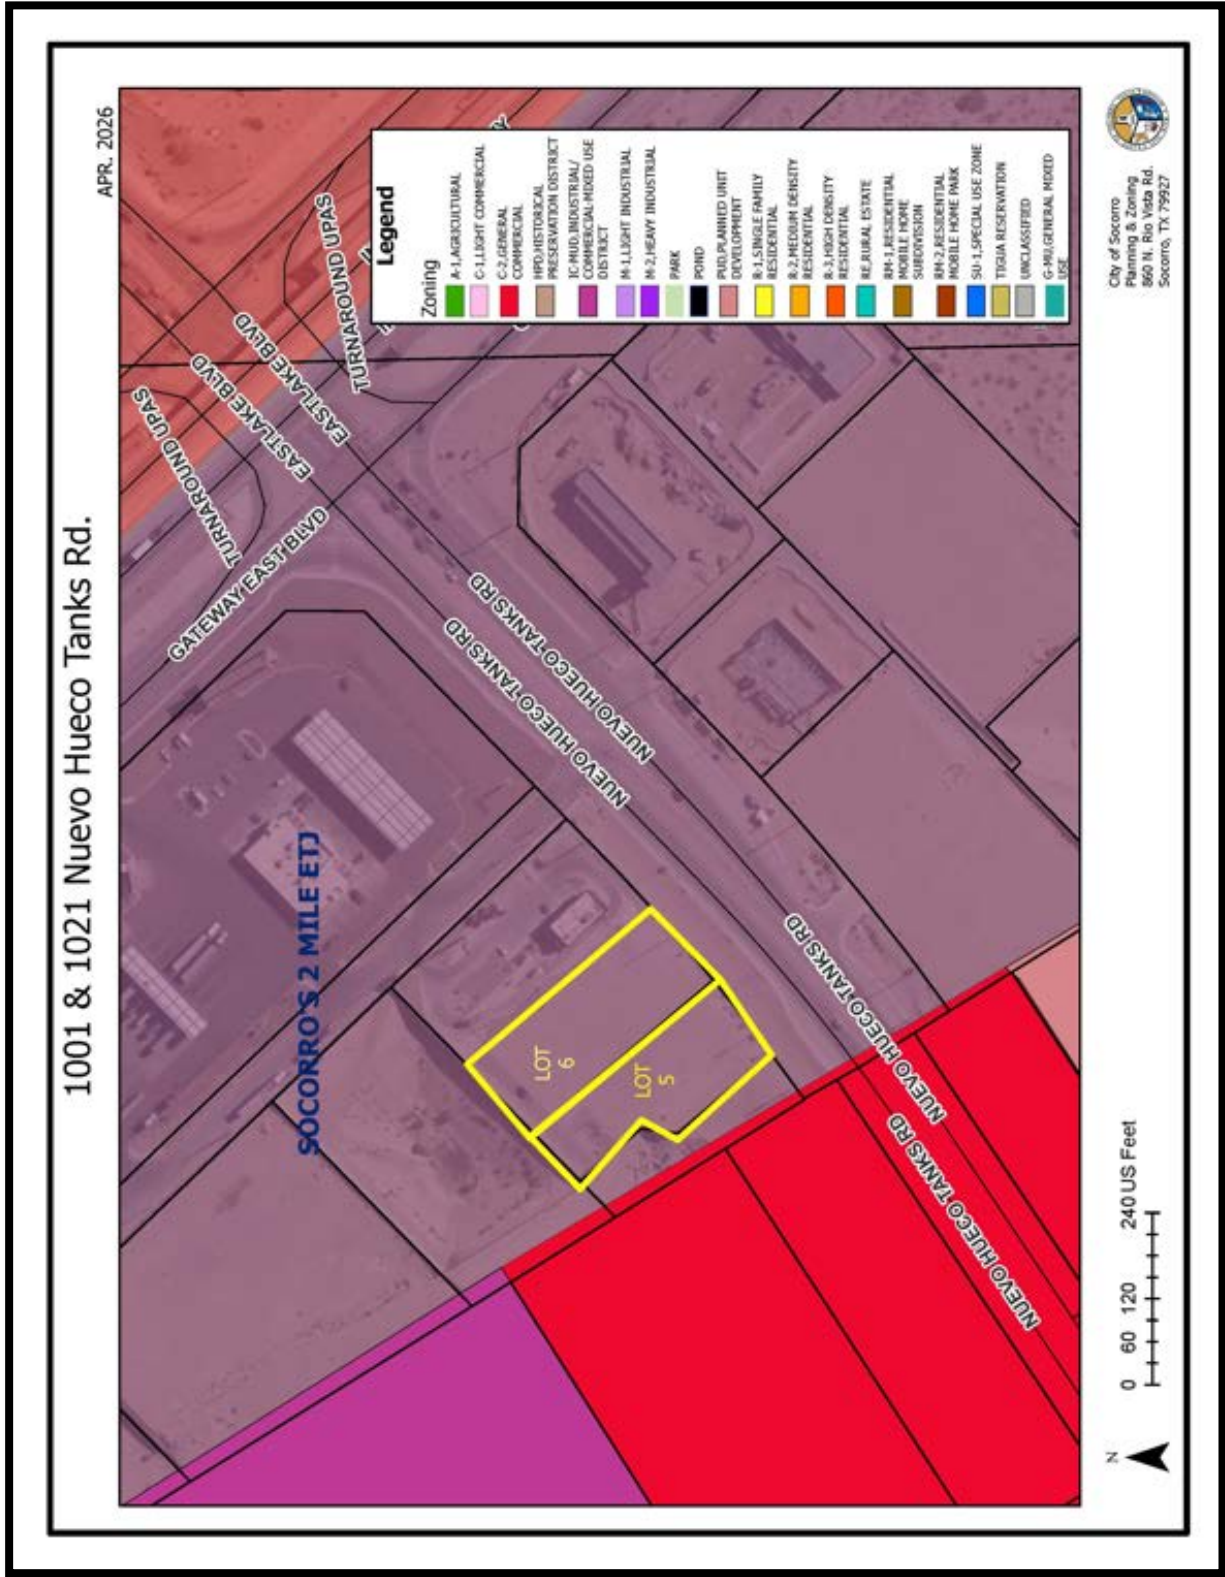 1001 & 1021 Nuevo Hueco Tanks Rd.
APR. 2026
TURNAROUND UPAS
EASTLAKE BLVD
EASTLAKE BLVD
TURNAROUND UPAS
GATEWAY EAST BLVD
NUEVO HUECO TANKS RD
NUEVO HUECO TANKS RD
SOCORRO'S 2 MILE ETJ
LOT
6
LOT
5
NUEVO HUECO TANKS RD
NUEVO HUECO TANKS RD
NUEVO HUECO TANKS RD
Legend
Zoning
A-1,AGRICULTURAL
C-1,LIGHT COMMERCIAL
C-2,GENERAL
COMMERCIAL
HPD,HISTORICAL
PRESERVATION DISTRICT
IC-MUD,INDUSTRIAL/
COMMERCIAL-MIXED USE
DISTRICT
M-1,LIGHT INDUSTRIAL
M-2,HEAVY INDUSTRIAL
PARK
POND
PUD,PLANNED UNIT
DEVELOPMENT
R-1,SINGLE FAMILY
RESIDENTIAL
R-2,MEDIUM DENSITY
RESIDENTIAL
R-3,HIGH DENSITY
RESIDENTIAL
RE,RURAL ESTATE
RM-1,RESIDENTIAL
MOBILE HOME
SUBDIVISION
RM-2,RESIDENTIAL
MOBILE HOME PARK
SU-1,SPECIAL USE ZONE
TIGUA RESERVATION
UNCLASSIFIED
G-MU,GENERAL MIXED
USE
N
0 60 120 240 US Feet
City of Socorro
Planning & Zoning
860 N. Rio Vista Rd.
Socorro, TX 79927